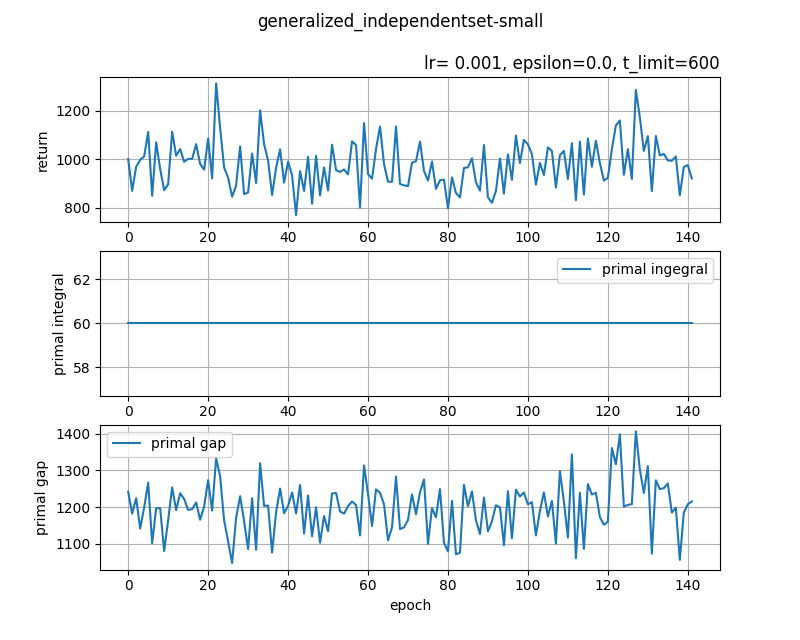 generalized_independentset-small
lr= 0.001, epsilon=0.0, t_limit=600
return
1200
1000
800
0 20 40 60 80 100 120 140
primal integral
62
60
58
primal ingegral
0 20 40 60 80 100 120 140
primal gap
1400
1300
1200
1100
primal gap
0 20 40 60 80 100 120 140
epoch